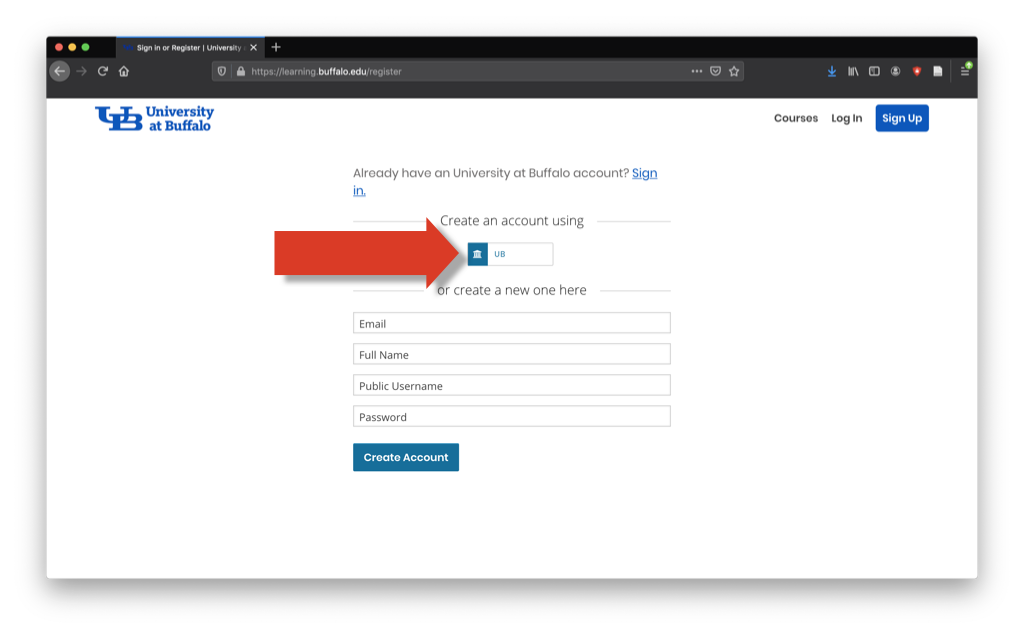 Sign In or Register | University
https://learning.buffalo.edu/register
University
at Buffalo
Courses
Log In
Sign Up
Already have an University at Buffalo account? Sign
in.
Create an account using
UB
or create a new one here
Email
Full Name
Public Username
Password
Create Account